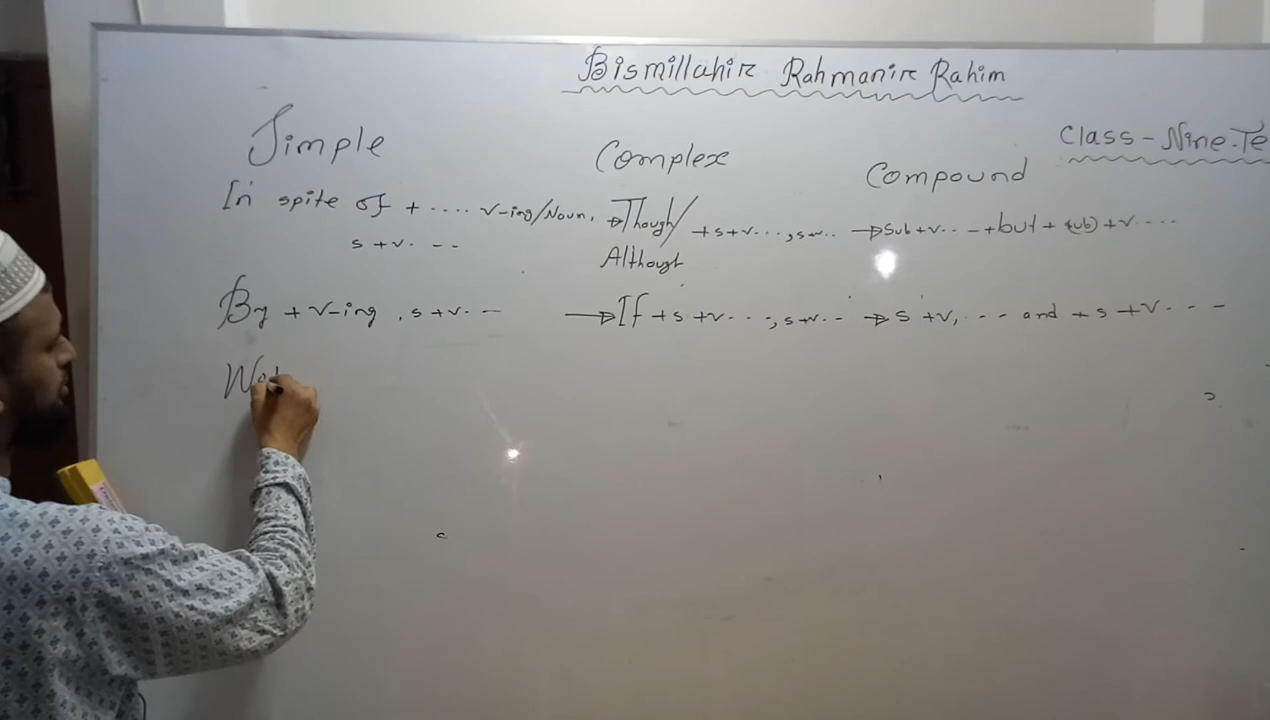 Bismillahir Rahmanir Rahim
Class-Nine-Te
Simple Complex Compound
In spite of + .... V-ing/Noun, →Though/ +s+v...,s+v.. →Sub+v.. - +but + (sub) + v ....
s + v. - - Although
By + v-ing , s+v. -- →If +s +v...,s+v.. → s +v, .-- and + s +v. - - -